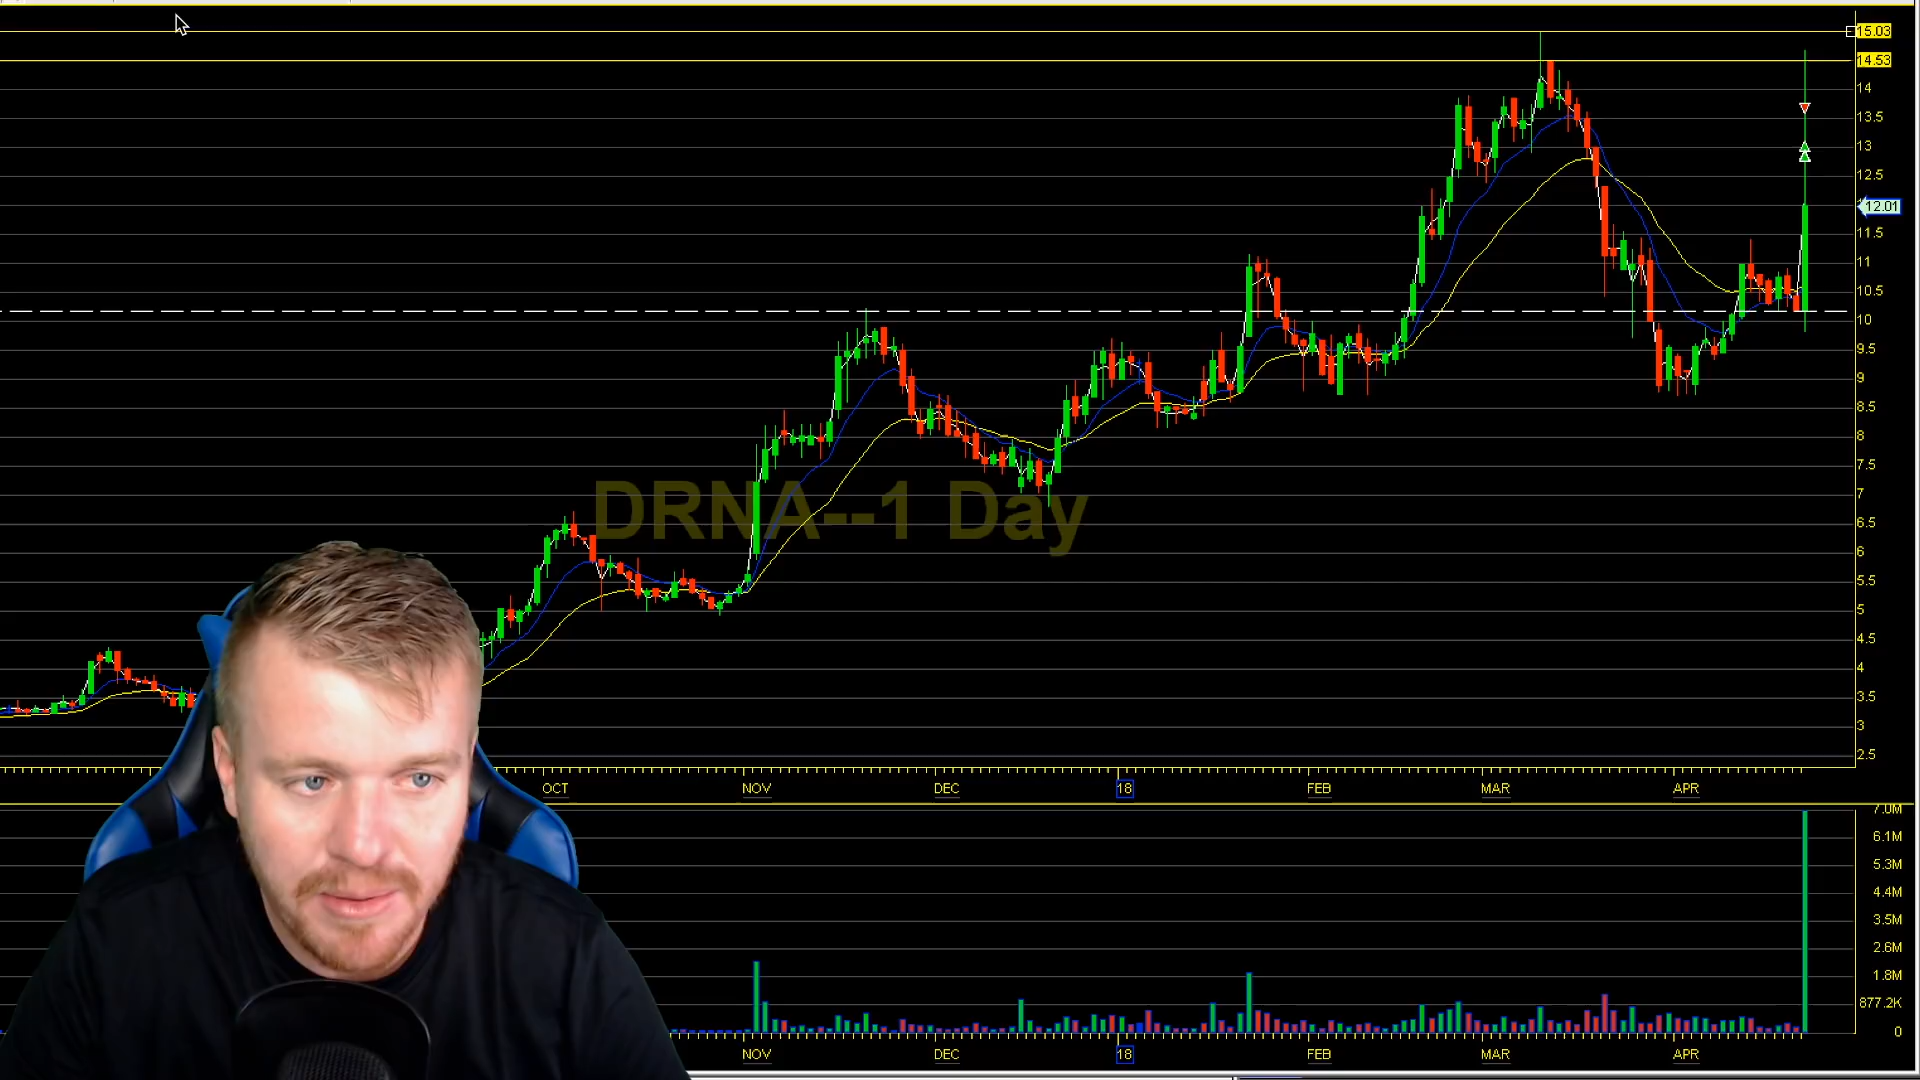 15.03
14.53
14
13.5
13
12.5
12.01
11.5
11
10.5
10
9.5
9
8.5
8
7.5
7
6.5
6
5.5
5
4.5
4
3.5
3
2.5
DRNA--1 Day
OCT NOV DEC 18 FEB MAR APR
7.0M
6.1M
5.3M
4.4M
3.5M
2.6M
1.8M
877.2K
0
NOV DEC 18 FEB MAR APR